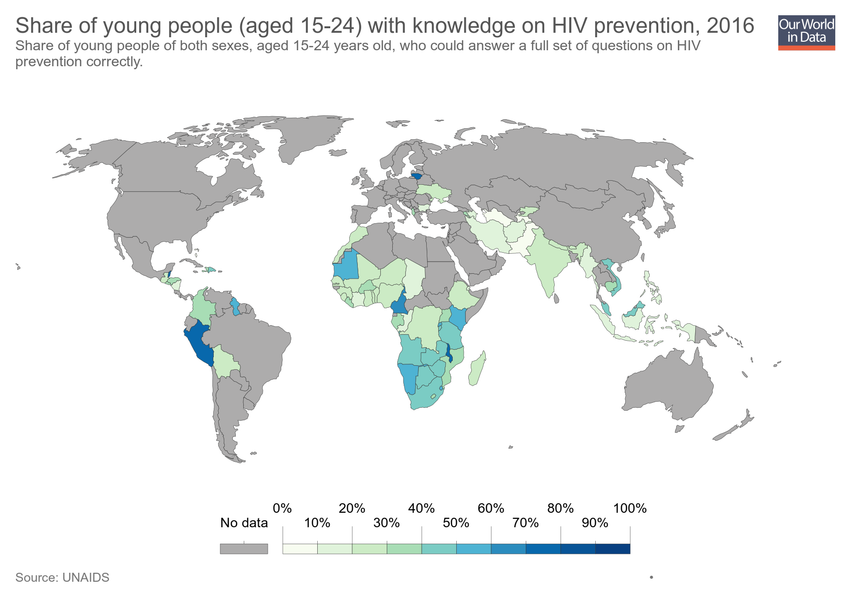 Share of young people (aged 15-24) with knowledge on HIV prevention, 2016
Share of young people of both sexes, aged 15-24 years old, who could answer a full set of questions on HIV
prevention correctly.
Our World
in Data
0% 20% 40% 60% 80% 100%
No data 10% 30% 50% 70% 90%
Source: UNAIDS